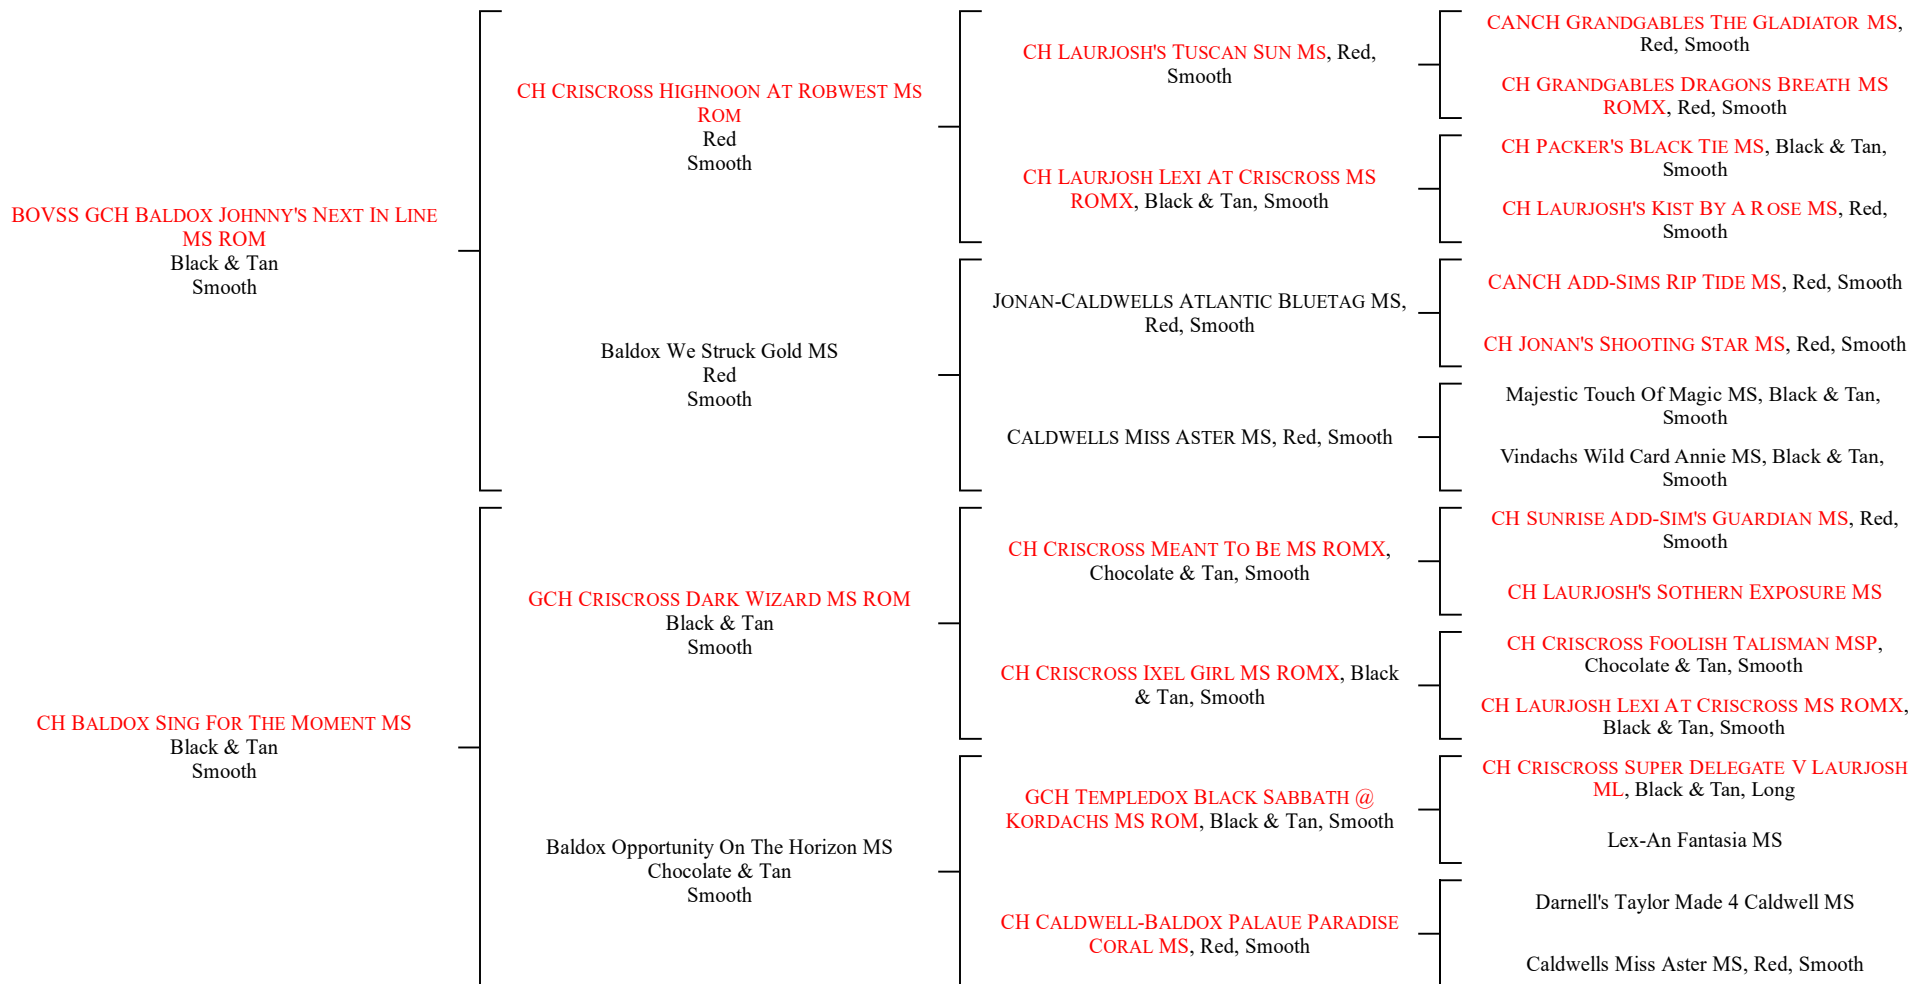 BOVSS GCH BALDOX JOHNNY'S NEXT IN LINE
MS ROM
Black & Tan
Smooth
CH BALDOX SING FOR THE MOMENT MS
Black & Tan
Smooth
CH CRISCROSS HIGHNOON AT ROBWEST MS
ROM
Red
Smooth
Baldox We Struck Gold MS
Red
Smooth
GCH CRISCROSS DARK WIZARD MS ROM
Black & Tan
Smooth
Baldox Opportunity On The Horizon MS
Chocolate & Tan
Smooth
CH LAURJOSH'S TUSCAN SUN MS, Red,
Smooth
CH LAURJOSH LEXI AT CRISCROSS MS
ROMX, Black & Tan, Smooth
JONAN-CALDWELLS ATLANTIC BLUETAG MS,
Red, Smooth
CALDWELLS MISS ASTER MS, Red, Smooth
CH CRISCROSS MEANT TO BE MS ROMX,
Chocolate & Tan, Smooth
CH CRISCROSS IXEL GIRL MS ROMX, Black
& Tan, Smooth
GCH TEMPLEDOX BLACK SABBATH @
KORDACHS MS ROM, Black & Tan, Smooth
CH CALDWELL-BALDOX PALAUE PARADISE
CORAL MS, Red, Smooth
CANCH GRANDGABLES THE GLADIATOR MS,
Red, Smooth
CH GRANDGABLES DRAGONS BREATH MS
ROMX, Red, Smooth
CH PACKER'S BLACK TIE MS, Black & Tan,
Smooth
CH LAURJOSH'S KIST BY A ROSE MS, Red,
Smooth
CANCH ADD-SIMS RIP TIDE MS, Red, Smooth
CH JONAN'S SHOOTING STAR MS, Red, Smooth
Majestic Touch Of Magic MS, Black & Tan,
Smooth
Vindachs Wild Card Annie MS, Black & Tan,
Smooth
CH SUNRISE ADD-SIM'S GUARDIAN MS, Red,
Smooth
CH LAURJOSH'S SOTHERN EXPOSURE MS
CH CRISCROSS FOOLISH TALISMAN MSP,
Chocolate & Tan, Smooth
CH LAURJOSH LEXI AT CRISCROSS MS ROMX,
Black & Tan, Smooth
CH CRISCROSS SUPER DELEGATE V LAURJOSH
ML, Black & Tan, Long
Lex-An Fantasia MS
Darnell's Taylor Made 4 Caldwell MS
Caldwells Miss Aster MS, Red, Smooth